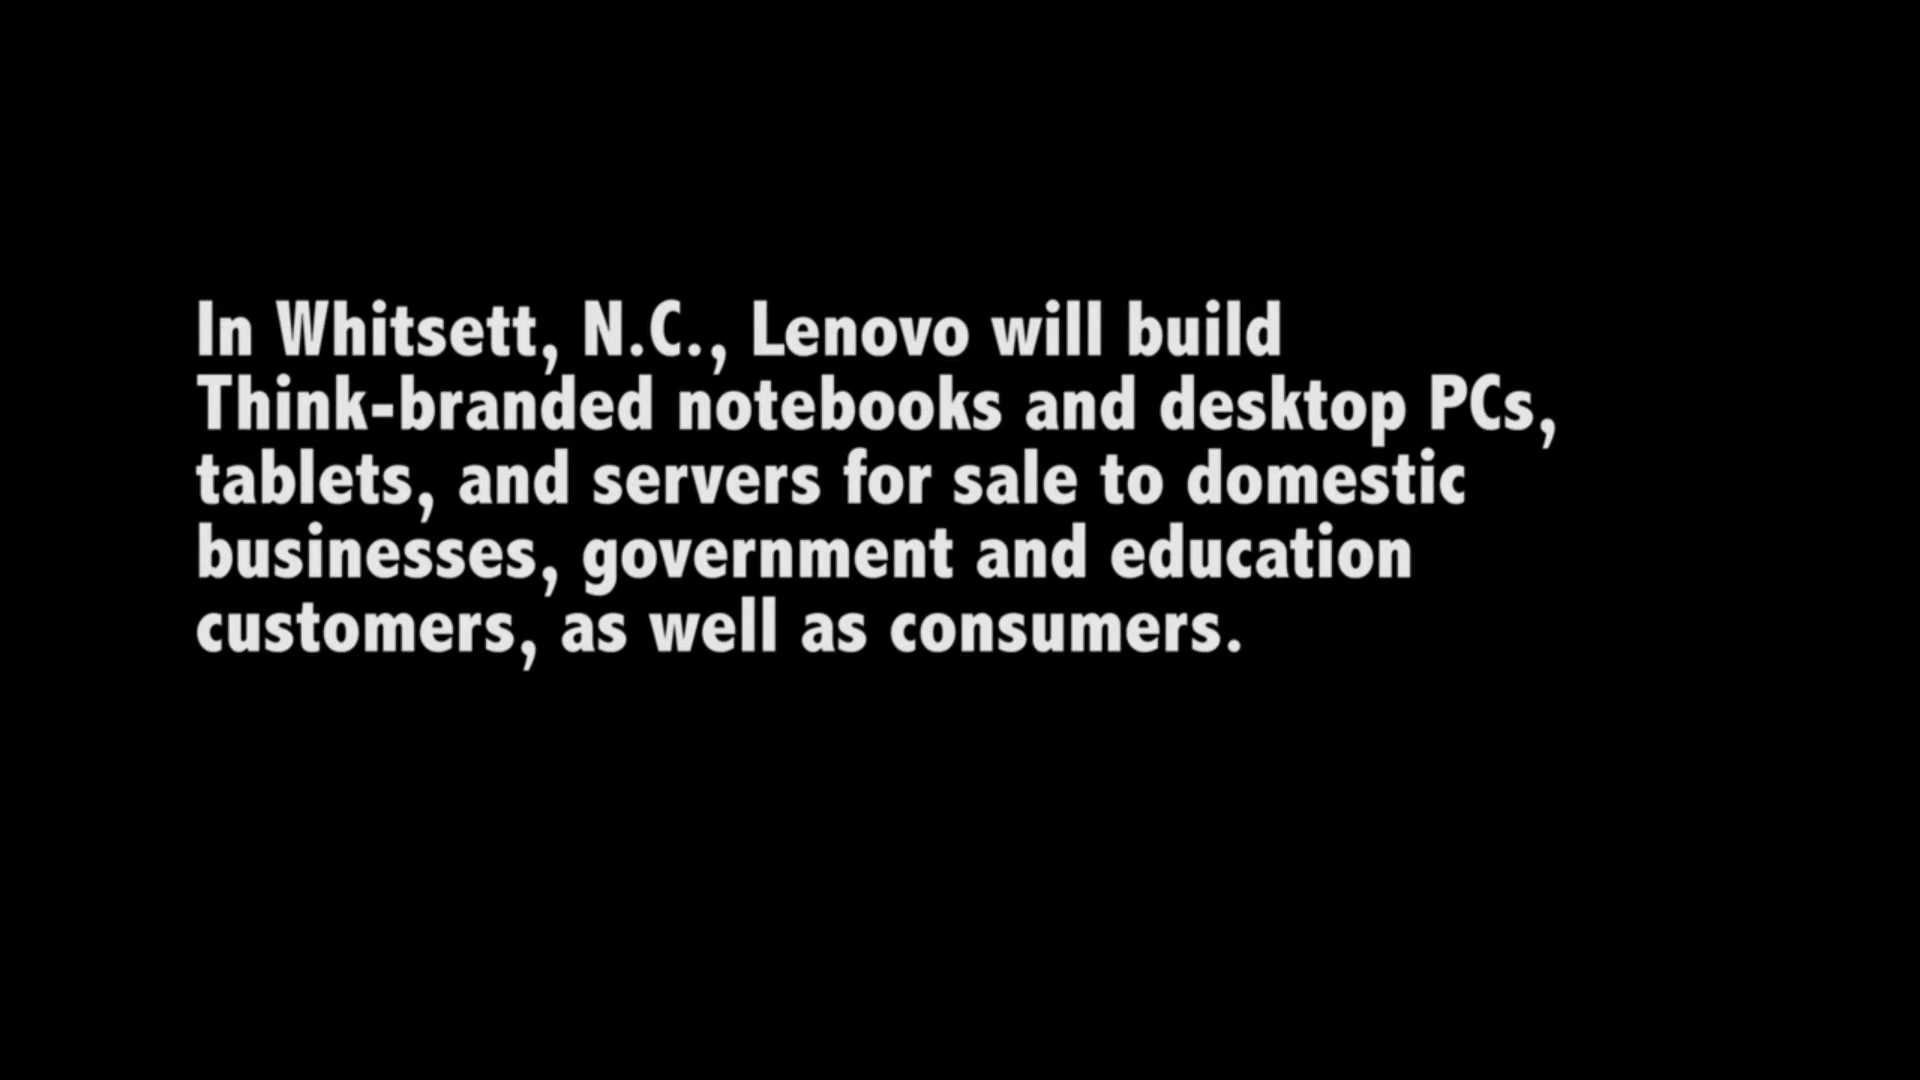 In Whitsett, N.C., Lenovo will build
Think-branded notebooks and desktop PCs,
tablets, and servers for sale to domestic
businesses, government and education
customers, as well as consumers.